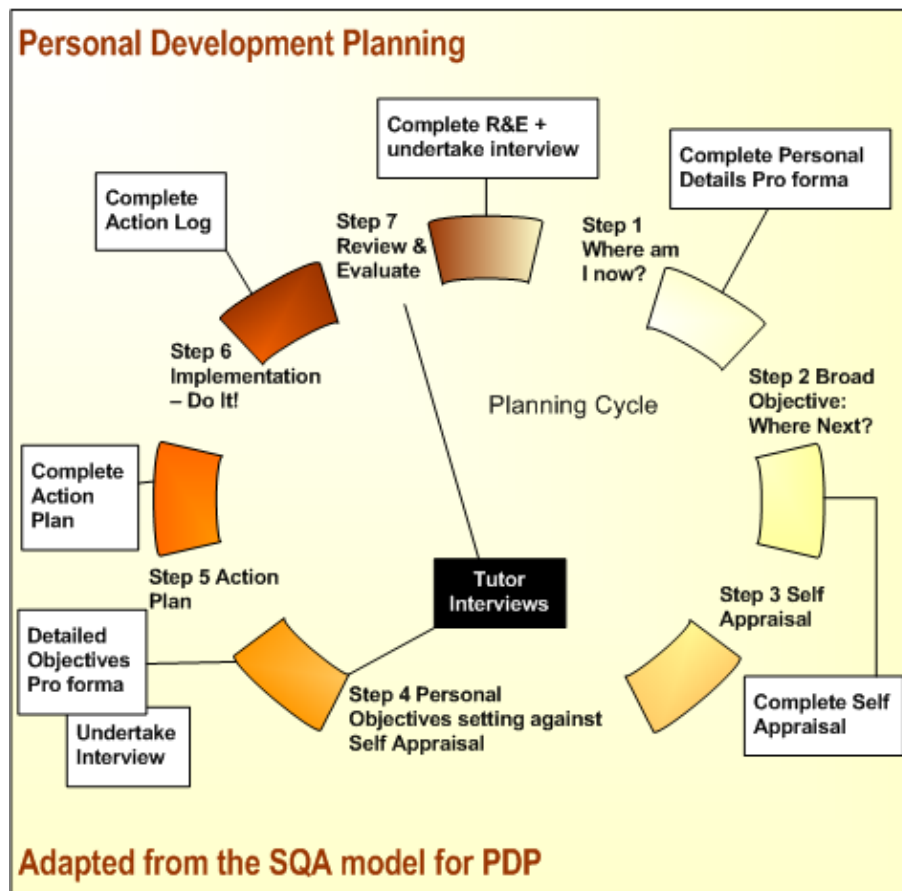 Personal Development Planning
Complete R&E +
undertake interview
Complete Personal
Details Pro forma
Complete
Action Log
Step 7
Review &
Evaluate
Step 1
Where am
I now?
Step 6
Implementation
– Do It!
Planning Cycle
Step 2 Broad
Objective:
Where Next?
Complete
Action
Plan
Step 5 Action
Plan
Tutor
Interviews
Step 3 Self
Appraisal
Detailed
Objectives
Pro forma
Undertake
Interview
Step 4 Personal
Objectives setting against
Self Appraisal
Complete Self
Appraisal
Adapted from the SQA model for PDP